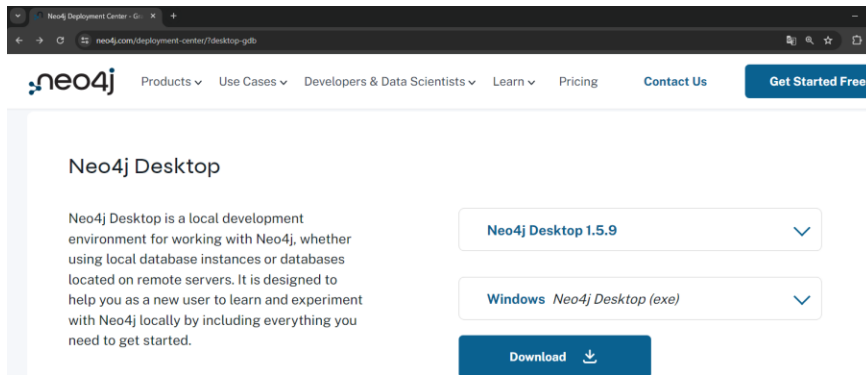 Neo4j Deployment Center - G
neo4j.com/deployment-center/?desktop-gdb
neo4j Products Use Cases Developers & Data Scientists Learn Pricing Contact Us Get Started Free
Neo4j Desktop
Neo4j Desktop is a local development
environment for working with Neo4j, whether
using local database instances or databases
located on remote servers. It is designed to
help you as a new user to learn and experiment
with Neo4j locally by including everything you
need to get started.
Neo4j Desktop 1.5.9
Windows Neo4j Desktop (exe)
Download